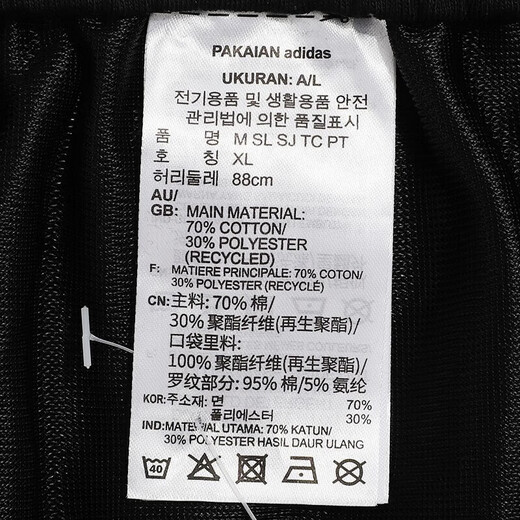 PAKAIAN adidas
UKURAN: A/L
전기용품 및 생활용품 안전
관리법에 의한 품질표시
품 명 M SL SJ TC PT
호 칭 XL
허리둘레 88cm
AU/
GB: MAIN MATERIAL:
70% COTTON/
30% POLYESTER
(RECYCLED)
F: MATIERE PRINCIPALE: 70% COTON/
30% POLYESTER (RECYCLÉ)
CN: 主料: 70% 棉/
30% 聚酯纤维(再生聚酯)/
口袋里料:
100% 聚酯纤维(再生聚酯)/
罗纹部分: 95% 棉/5% 氨纶
KOR: 주소재: 면 70%
폴리에스터 30%
IND: MATERIAL UTAMA: 70% KATUN/
30% POLYESTER HASIL DAUR ULANG
40